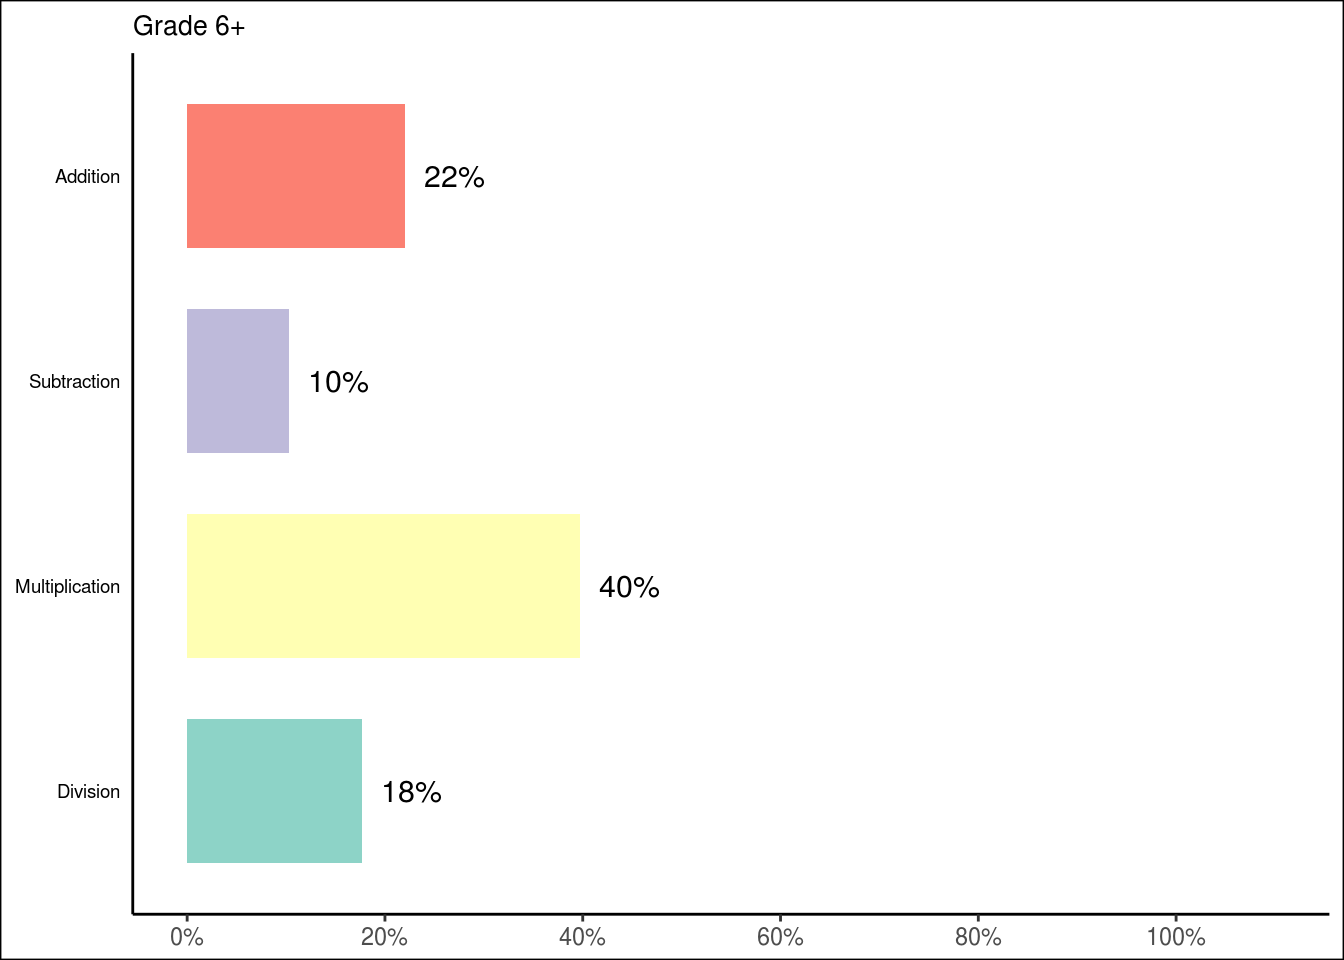 Grade 6+
Addition
22%
Subtraction
10%
Multiplication
40%
Division
18%
0% 20% 40% 60% 80% 100%